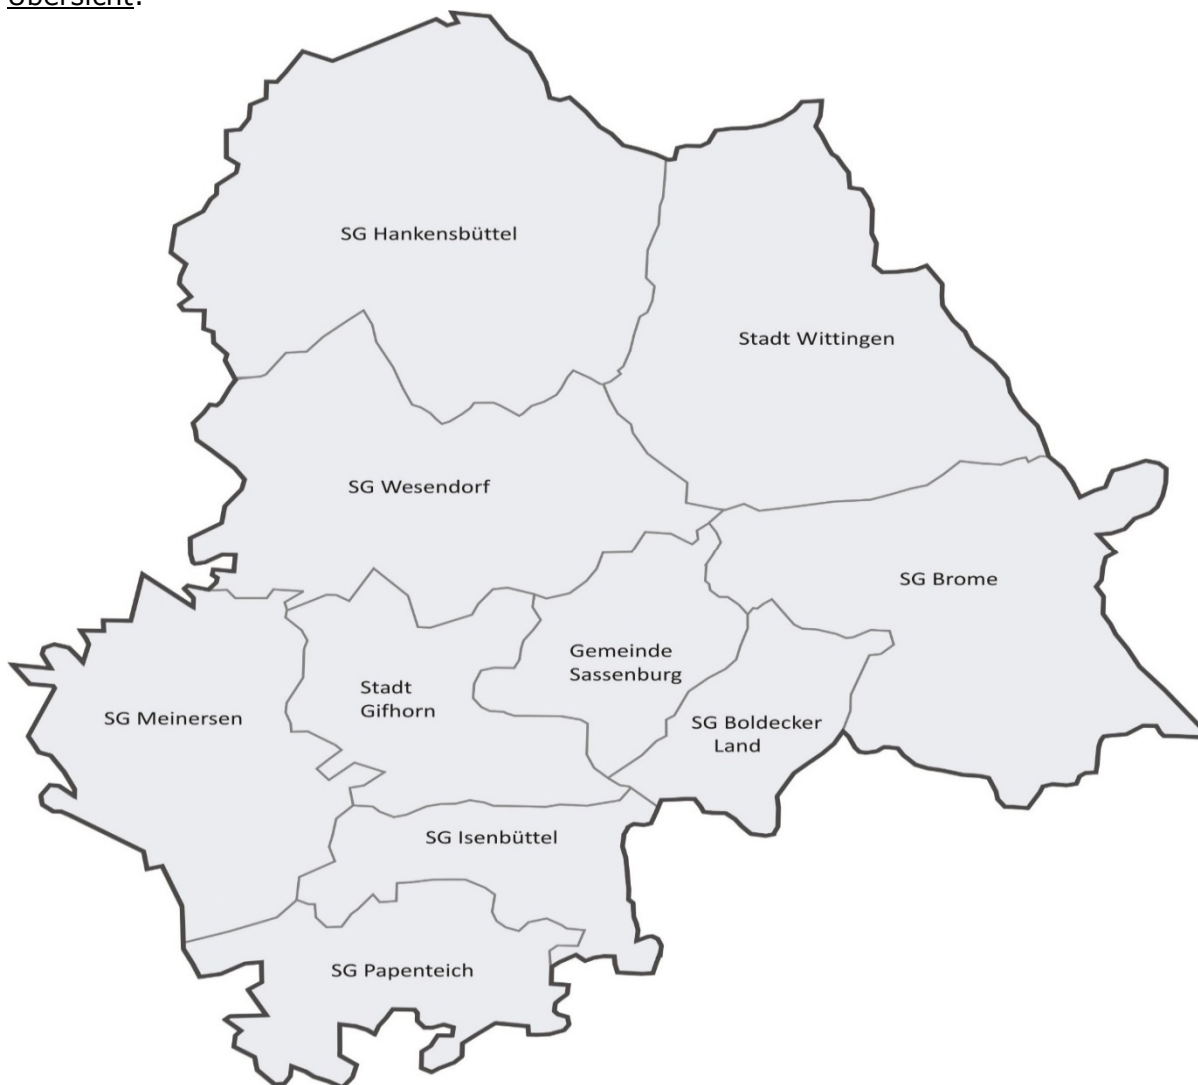 Übersicht:
SG Hankensbüttel
Stadt Wittingen
SG Wesendorf
SG Brome
Gemeinde
Sassenburg
Stadt
Gifhorn
SG Meinersen
SG Boldecker
Land
SG Isenbüttel
SG Papenteich